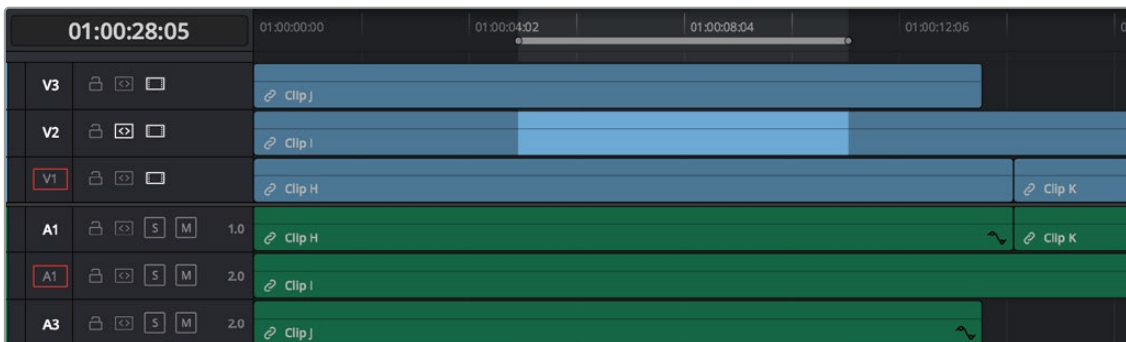 01:00:28:05 01:00:00:00 01:00:04:02 01:00:08:04 01:00:12:06
V3 Clip J
V2 Clip I
V1 Clip H Clip K
A1 S M 1.0 Clip H Clip K
A1 S M 2.0 Clip I
A3 S M 2.0 Clip J